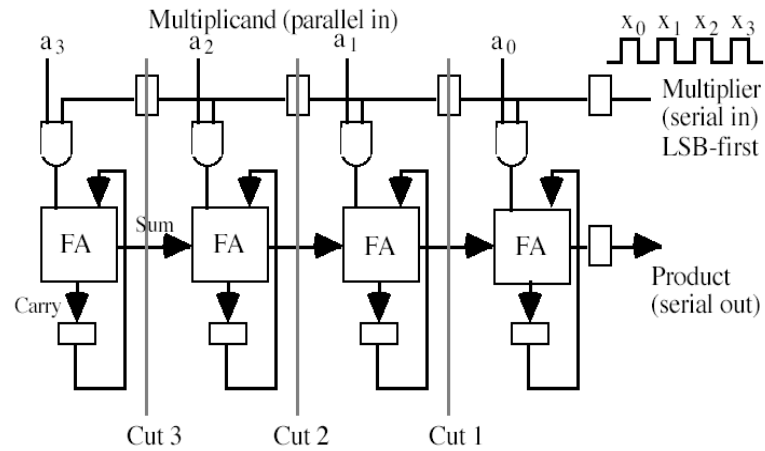 Multiplicand (parallel in)
a3 a2 a1 a0
x0 x1 x2 x3
Multiplier
(serial in)
LSB-first
Sum
FA FA FA FA
Carry
Product
(serial out)
Cut 3 Cut 2 Cut 1